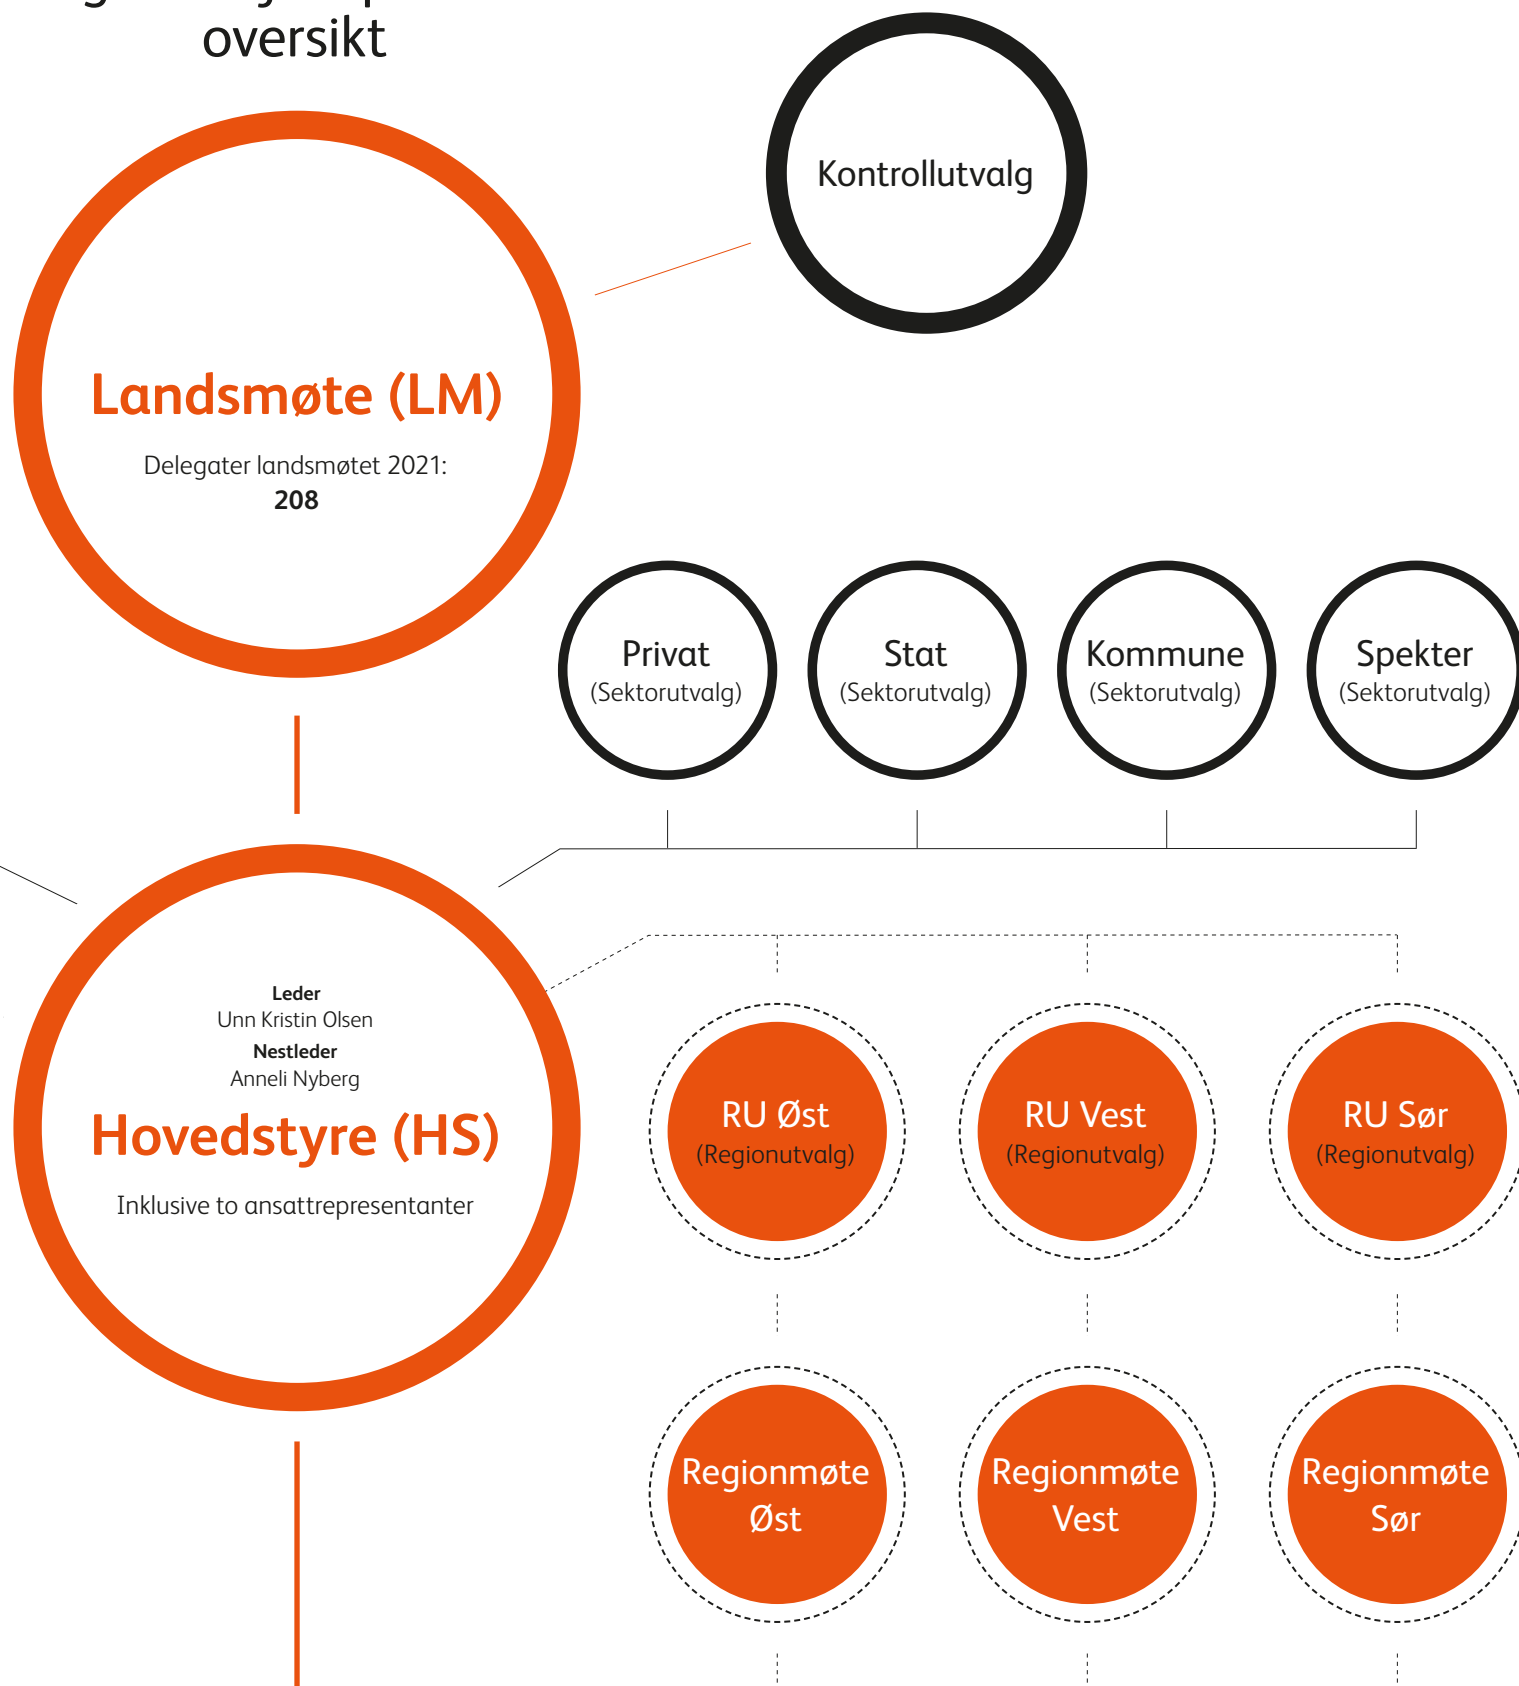 oversikt
Kontrollutvalg
Landsmøte (LM)
Delegater landsmøtet 2021:
208
Privat
(Sektorutvalg)
Stat
(Sektorutvalg)
Kommune
(Sektorutvalg)
Spekter
(Sektorutvalg)
Leder
Unn Kristin Olsen
Nestleder
Anneli Nyberg
Hovedstyre (HS)
Inklusive to ansattrepresentanter
RU Øst
(Regionutvalg)
RU Vest
(Regionutvalg)
RU Sør
(Regionutvalg)
Regionmøte
Øst
Regionmøte
Vest
Regionmøte
Sør